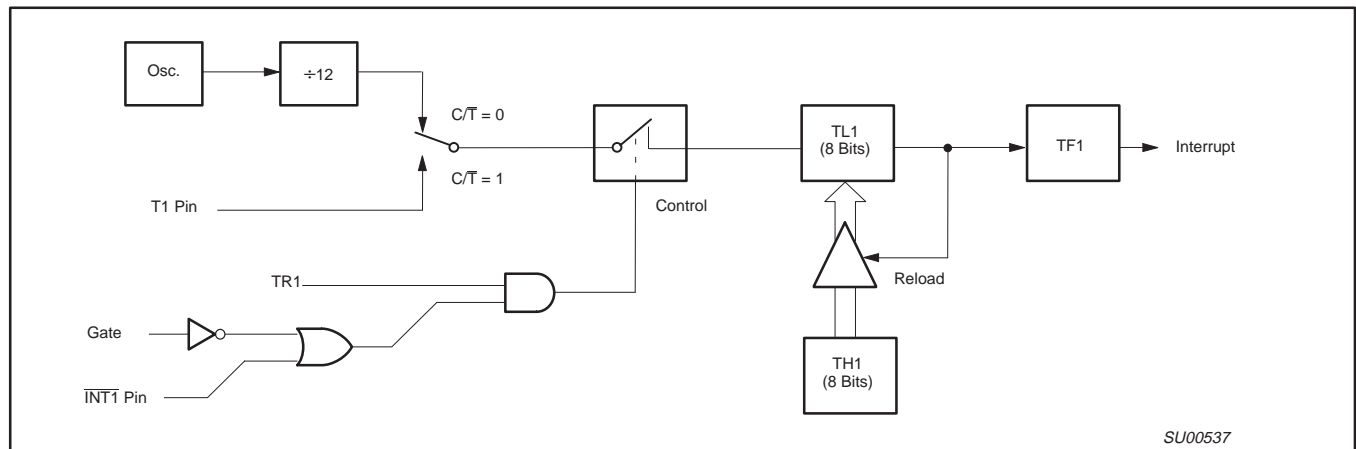 Osc.
÷12
C/T̅ = 0
C/T̅ = 1
T1 Pin
Control
TL1
(8 Bits)
TF1
Interrupt
TR1
Reload
Gate
I̅N̅T̅1̅ Pin
TH1
(8 Bits)
SU00537